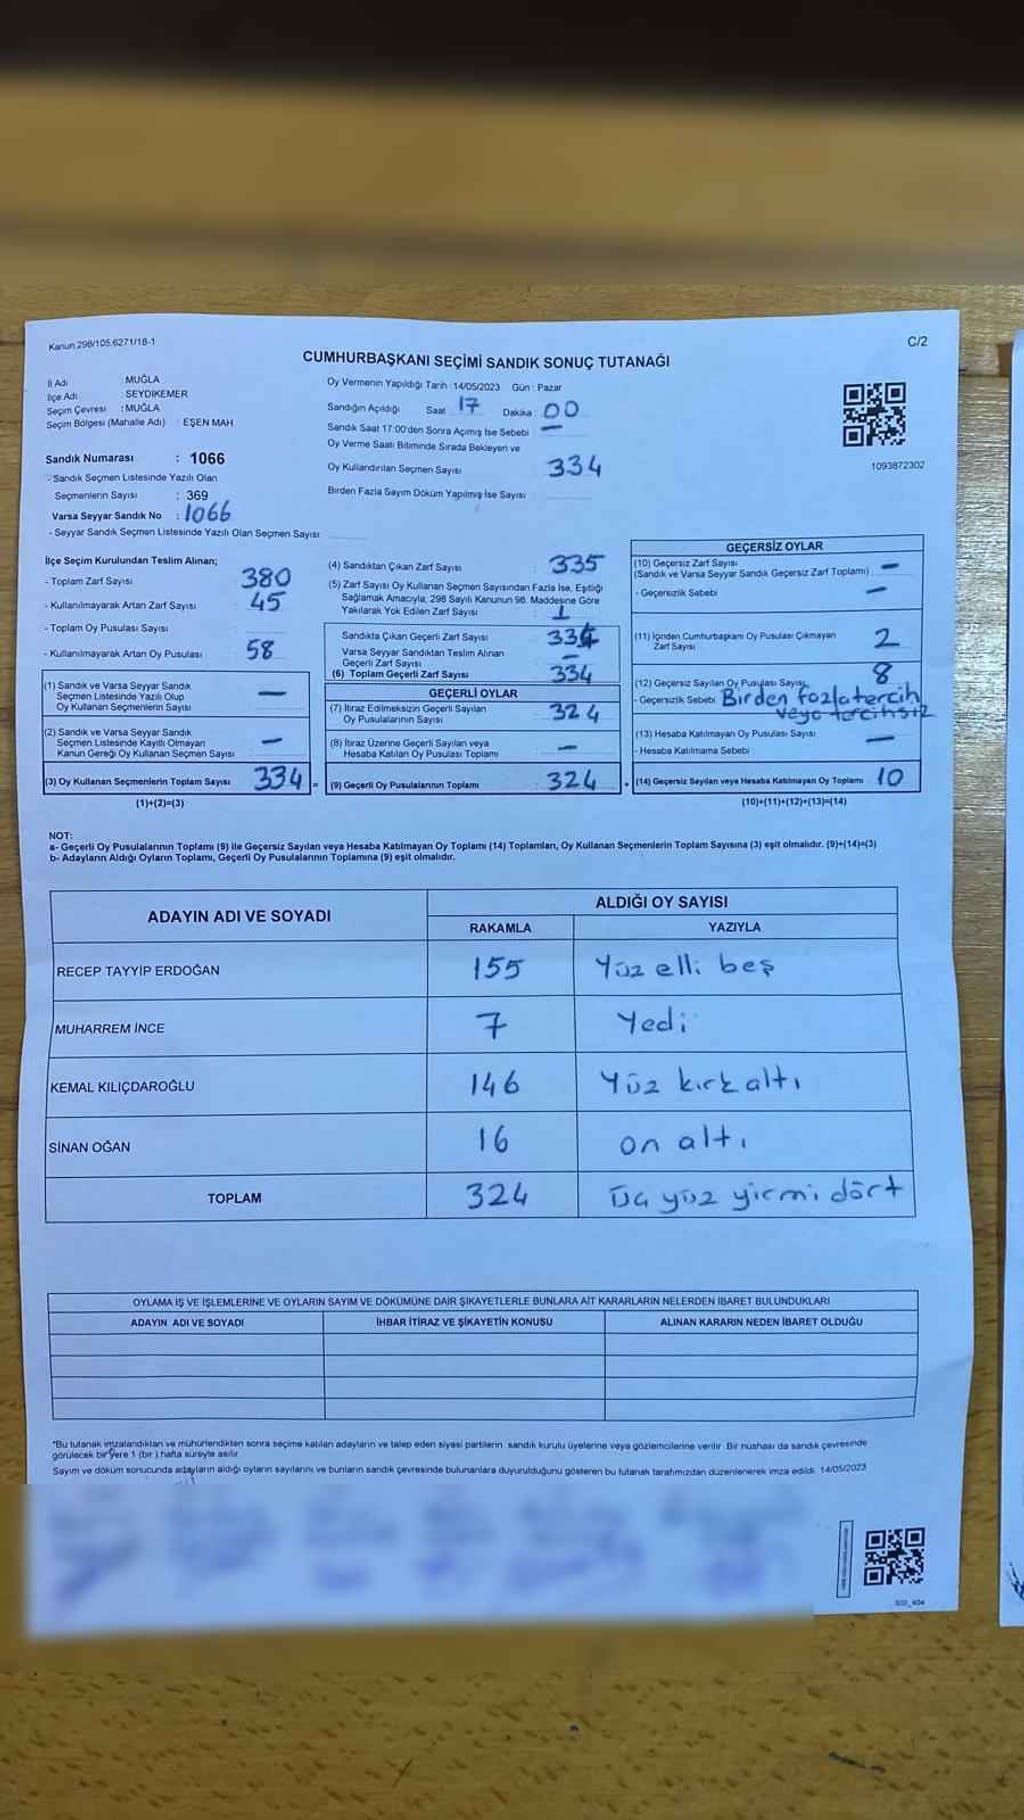 Kanun 298/105.6271/18-1
C/2
CUMHURBAŞKANI SEÇİMİ SANDIK SONUÇ TUTANAĞI
İl Adı : MUĞLA
İlçe Adı : SEYDİKEMER
Seçim Çevresi : MUĞLA
Seçim Bölgesi (Mahalle Adı) : EŞEN MAH
Sandık Numarası : 1066
- Sandık Seçmen Listesinde Yazılı Olan
Seçmenlerin Sayısı : 369
Varsa Seyyar Sandık No : 1066
- Seyyar Sandık Seçmen Listesinde Yazılı Olan Seçmen Sayısı
Oy Vermenin Yapıldığı Tarih : 14/05/2023 Gün : Pazar
Sandığın Açıldığı Saat 17 Dakika : 00
Sandık Saat 17:00'den Sonra Açılmış İse Sebebi –
Oy Verme Saati Bitiminde Sırada Bekleyen ve
Oy Kullandırılan Seçmen Sayısı 334
Birden Fazla Sayım Döküm Yapılmış İse Sayısı
1093872302
İlçe Seçim Kurulundan Teslim Alınan;
- Toplam Zarf Sayısı 380
- Kullanılmayarak Artan Zarf Sayısı 45
- Toplam Oy Pusulası Sayısı
- Kullanılmayarak Artan Oy Pusulası 58
(1) Sandık ve Varsa Seyyar Sandık
Seçmen Listesinde Yazılı Olup
Oy Kullanan Seçmenlerin Sayısı –
(2) Sandık ve Varsa Seyyar Sandık
Seçmen Listesinde Kayıtlı Olmayan
Kanun Gereği Oy Kullanan Seçmen Sayısı –
(3) Oy Kullanan Seçmenlerin Toplam Sayısı 334 =
(1)+(2)=(3)
(4) Sandıktan Çıkan Zarf Sayısı 335
(5) Zarf Sayısı Oy Kullanan Seçmen Sayısından Fazla İse, Eşitliği
Sağlamak Amacıyla, 298 Sayılı Kanunun 98. Maddesine Göre
Yakılarak Yok Edilen Zarf Sayısı 1
Sandıkta Çıkan Geçerli Zarf Sayısı 334
Varsa Seyyar Sandıktan Teslim Alınan
Geçerli Zarf Sayısı –
(6) Toplam Geçerli Zarf Sayısı 334
GEÇERLİ OYLAR
(7) İtiraz Edilmeksizin Geçerli Sayılan
Oy Pusulalarının Sayısı 324
(8) İtiraz Üzerine Geçerli Sayılan veya
Hesaba Katılan Oy Pusulası Toplamı –
(9) Geçerli Oy Pusulalarının Toplamı 324 +
GEÇERSİZ OYLAR
(10) Geçersiz Zarf Sayısı
(Sandık ve Varsa Seyyar Sandık Geçersiz Zarf Toplamı) –
- Geçersizlik Sebebi –
(11) İçinden Cumhurbaşkanı Oy Pusulası Çıkmayan
Zarf Sayısı 2
(12) Geçersiz Sayılan Oy Pusulası Sayısı 8
- Geçersizlik Sebebi Birden fazla tercih
veya tercihsiz
(13) Hesaba Katılmayan Oy Pusulası Sayısı –
- Hesaba Katılmama Sebebi
(14) Geçersiz Sayılan veya Hesaba Katılmayan Oy Toplamı 10
(10)+(11)+(12)+(13)=(14)
NOT:
a- Geçerli Oy Pusulalarının Toplamı (9) ile Geçersiz Sayılan veya Hesaba Katılmayan Oy Toplamı (14) Toplamları, Oy Kullanan Seçmenlerin Toplam Sayısına (3) eşit olmalıdır. (9)+(14)=(3)
b- Adayların Aldığı Oyların Toplamı, Geçerli Oy Pusulalarının Toplamına (9) eşit olmalıdır.
ADAYIN ADI VE SOYADI
ALDIĞI OY SAYISI
RAKAMLA YAZIYLA
RECEP TAYYİP ERDOĞAN 155 Yüz elli beş
MUHARREM İNCE 7 Yedi
KEMAL KILIÇDAROĞLU 146 Yüz kırk altı
SİNAN OĞAN 16 on altı
TOPLAM 324 Üç yüz yirmi dört
OYLAMA İŞ VE İŞLEMLERİNE VE OYLARIN SAYIM VE DÖKÜMÜNE DAİR ŞİKAYETLERLE BUNLARA AİT KARARLARIN NELERDEN İBARET BULUNDUKLARI
ADAYIN ADI VE SOYADI İHBAR İTİRAZ VE ŞİKAYETİN KONUSU ALINAN KARARIN NEDEN İBARET OLDUĞU
*Bu tutanak imzalandıktan ve mühürlendikten sonra seçime katılan adayların ve talep eden siyasi partilerin sandık kurulu üyelerine veya gözlemcilerine verilir. Bir nüshası da sandık çevresinde
görülecek bir yere 1 (bir) hafta süreyle asılır
Sayım ve döküm sonucunda adayların aldığı oyların sayılarını ve bunların sandık çevresinde bulunanlara duyurulduğunu gösteren bu tutanak tarafımızdan düzenlenerek imza edildi. 14/05/2023